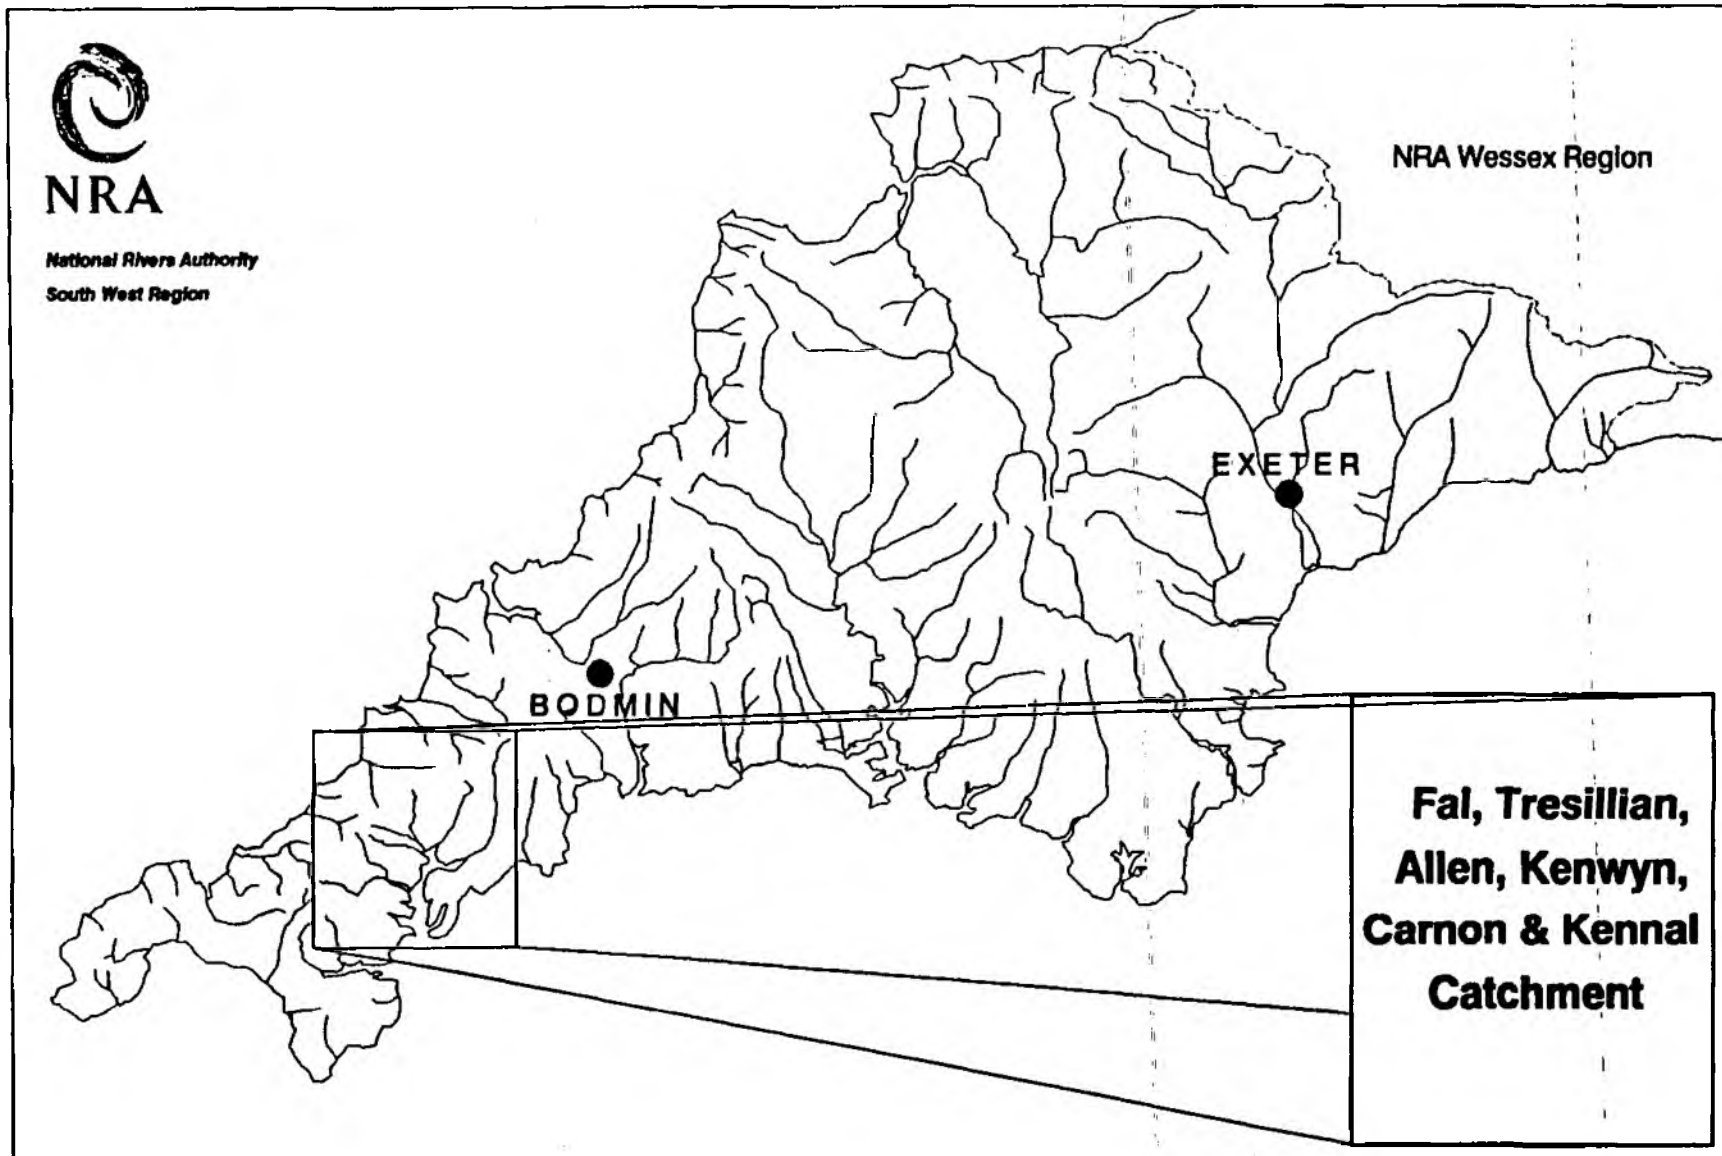 NRA
National Rivers Authority
South West Region
NRA Wessex Region
EXETER
BODMIN
Fal, Tresillian,
Allen, Kenwyn,
Carnon & Kennal
Catchment